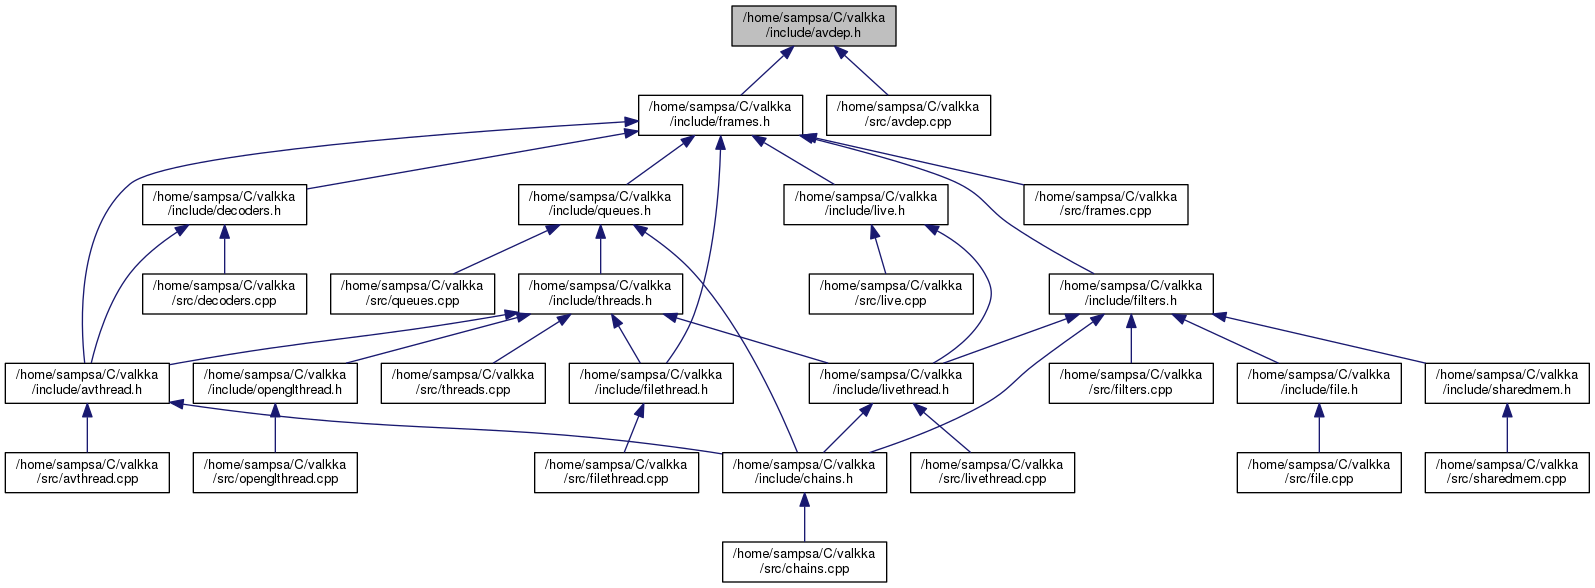 /home/sampsa/C/valkka
/include/avdep.h
/home/sampsa/C/valkka
/include/frames.h
/home/sampsa/C/valkka
/src/avdep.cpp
/home/sampsa/C/valkka
/include/decoders.h
/home/sampsa/C/valkka
/include/queues.h
/home/sampsa/C/valkka
/include/live.h
/home/sampsa/C/valkka
/src/frames.cpp
/home/sampsa/C/valkka
/src/decoders.cpp
/home/sampsa/C/valkka
/src/queues.cpp
/home/sampsa/C/valkka
/include/threads.h
/home/sampsa/C/valkka
/src/live.cpp
/home/sampsa/C/valkka
/include/filters.h
/home/sampsa/C/valkka
/include/avthread.h
/home/sampsa/C/valkka
/include/openglthread.h
/home/sampsa/C/valkka
/src/threads.cpp
/home/sampsa/C/valkka
/include/filethread.h
/home/sampsa/C/valkka
/include/livethread.h
/home/sampsa/C/valkka
/src/filters.cpp
/home/sampsa/C/valkka
/include/file.h
/home/sampsa/C/valkka
/include/sharedmem.h
/home/sampsa/C/valkka
/src/avthread.cpp
/home/sampsa/C/valkka
/src/openglthread.cpp
/home/sampsa/C/valkka
/src/filethread.cpp
/home/sampsa/C/valkka
/include/chains.h
/home/sampsa/C/valkka
/src/livethread.cpp
/home/sampsa/C/valkka
/src/file.cpp
/home/sampsa/C/valkka
/src/sharedmem.cpp
/home/sampsa/C/valkka
/src/chains.cpp